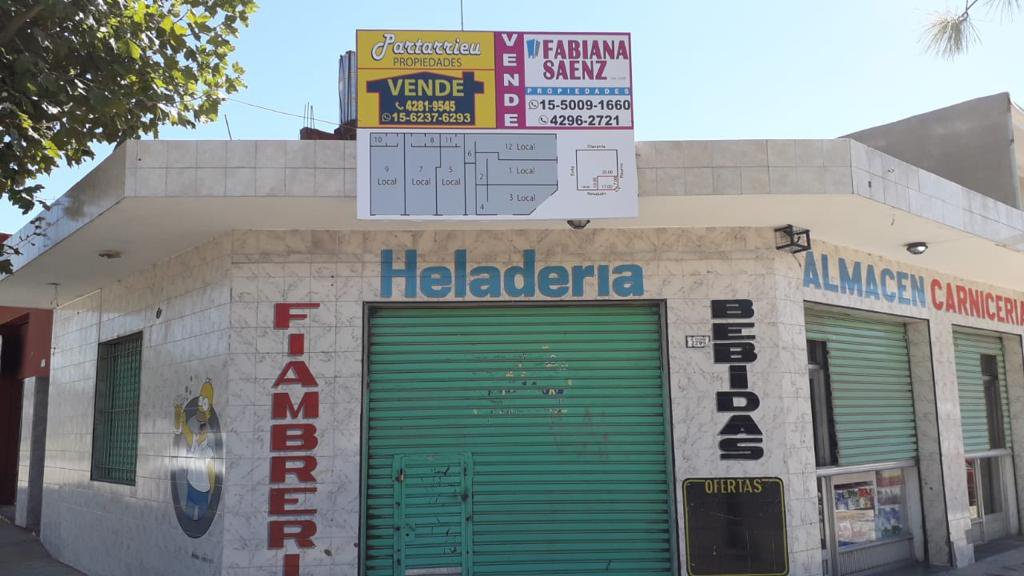 Partarrieu
PROPIEDADES
VENDE
4281-9545
15-6237-6293
VENDE
FABIANA
SAENZ
PROPIEDADES
15-5009-1660
4296-2721
10
8
11
6
12 Local
9
Local
7
Local
5
Local
2
1 Local
4
3 Local
Heladeria
FIAMBRERI
BEBIDAS
OFERTAS
ALMACEN CARNICERIA